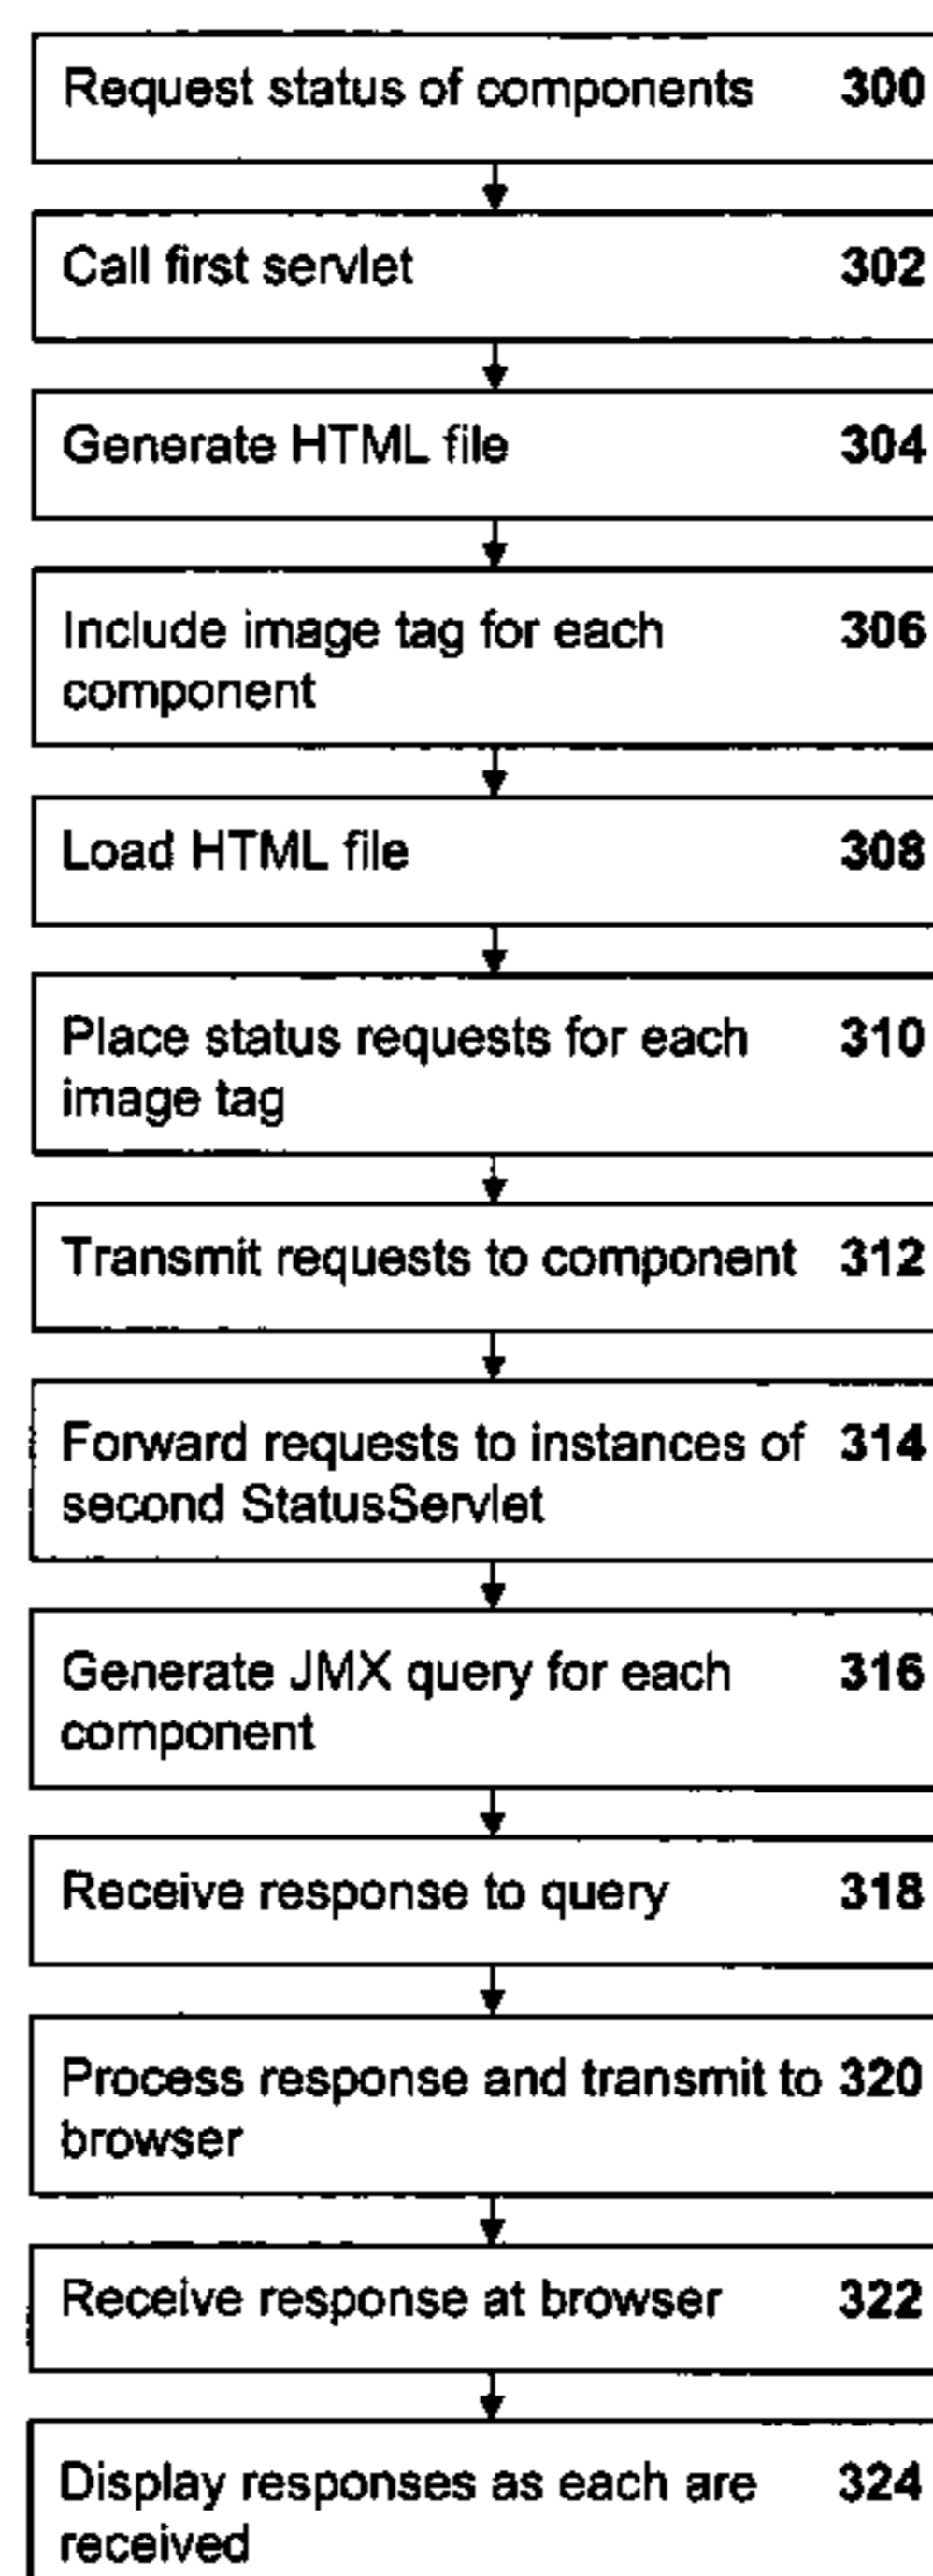 Request status of components 300
Call first servlet 302
Generate HTML file 304
Include image tag for each 306
component
Load HTML file 308
Place status requests for each 310
image tag
Transmit requests to component 312
Forward requests to instances of 314
second StatusServlet
Generate JMX query for each 316
component
Receive response to query 318
Process response and transmit to 320
browser
Receive response at browser 322
Display responses as each are 324
received